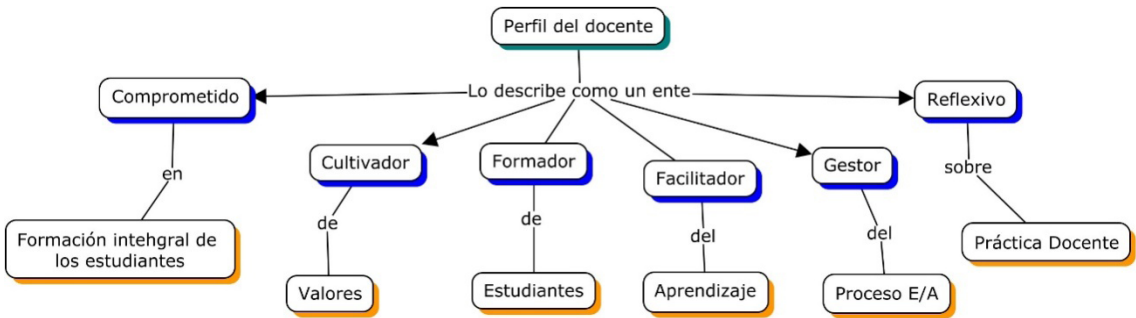 Perfil del docente
Lo describe como un ente
Comprometido
Reflexivo
Cultivador
Formador
Facilitador
Gestor
en
de
de
del
del
sobre
Formación intehgral de
los estudiantes
Valores
Estudiantes
Aprendizaje
Proceso E/A
Práctica Docente